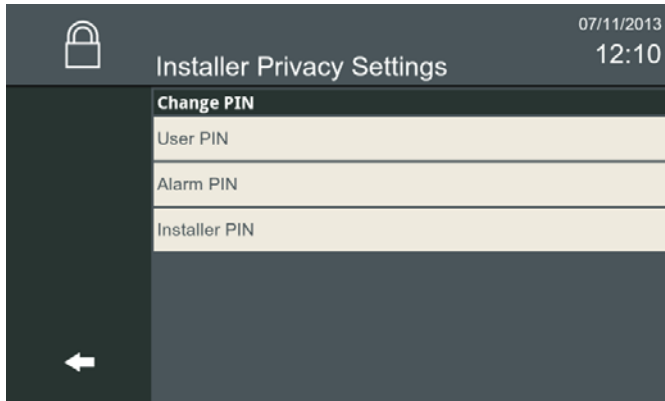 07/11/2013
12:10
Installer Privacy Settings
Change PIN
User PIN
Alarm PIN
Installer PIN